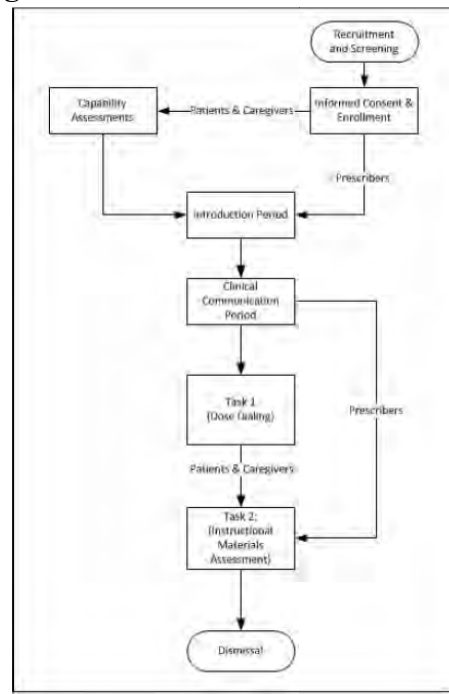 Recruitment
and Screening
Informed Consent &
Enrollment
Patients & Caregivers
Capability
Assessments
Prescribers
Introduction Period
Clinical
Communication
Period
Task 1
(Dose Dialing)
Prescribers
Patients & Caregivers
Task 2:
(Instructional
Materials
Assessment)
Dismissal